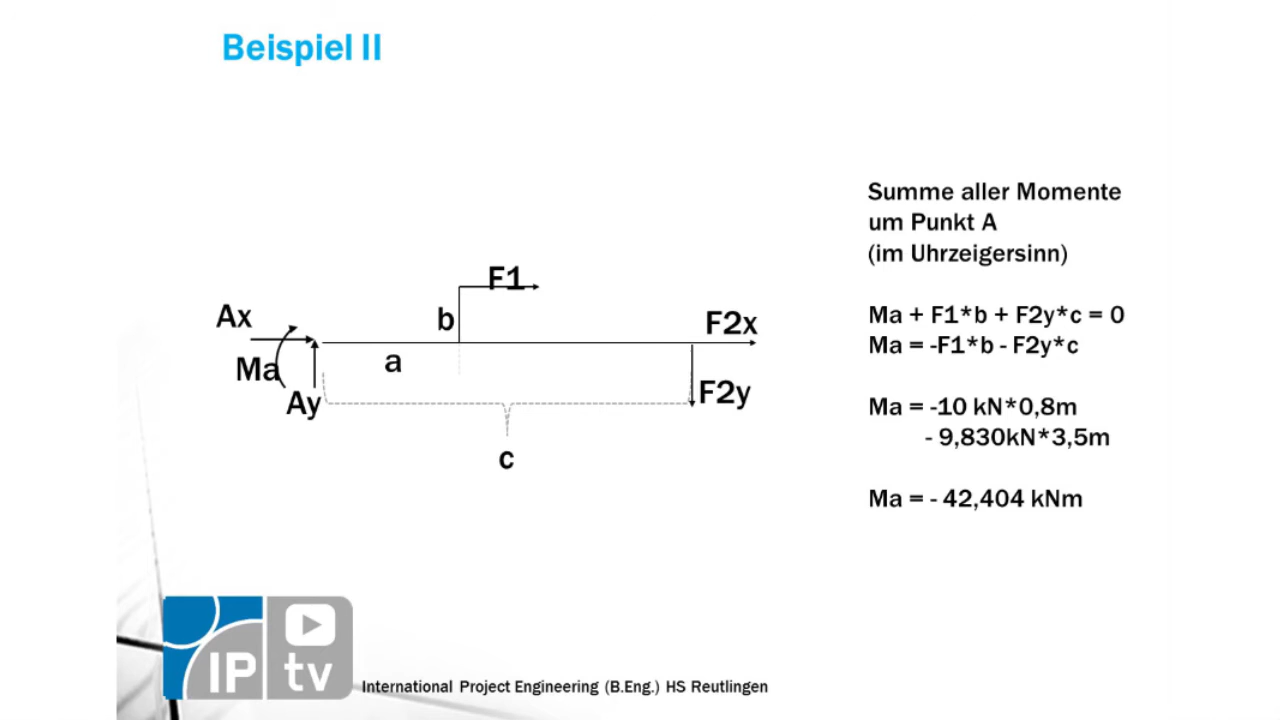 Beispiel II
Summe aller Momente
um Punkt A
(im Uhrzeigersinn)
Ma + F1*b + F2y*c = 0
Ma = -F1*b - F2y*c
Ma = -10 kN*0,8m
- 9,830kN*3,5m
Ma = - 42,404 kNm
F1
Ax
b
F2x
Ma
a
Ay
F2y
c
IP tv
International Project Engineering (B.Eng.) HS Reutlingen